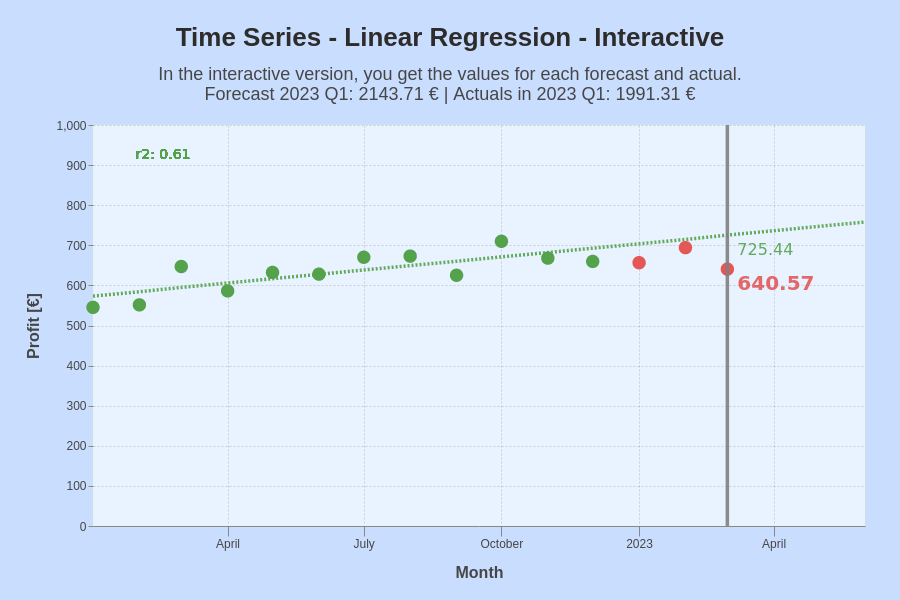 Time Series - Linear Regression - Interactive
In the interactive version, you get the values for each forecast and actual.
Forecast 2023 Q1: 2143.71 € | Actuals in 2023 Q1: 1991.31 €
1,000
r2: 0.61
900
800
700
725.44
640.57
600
500
400
300
200
100
0
Profit [€]
April July October 2023 April
Month